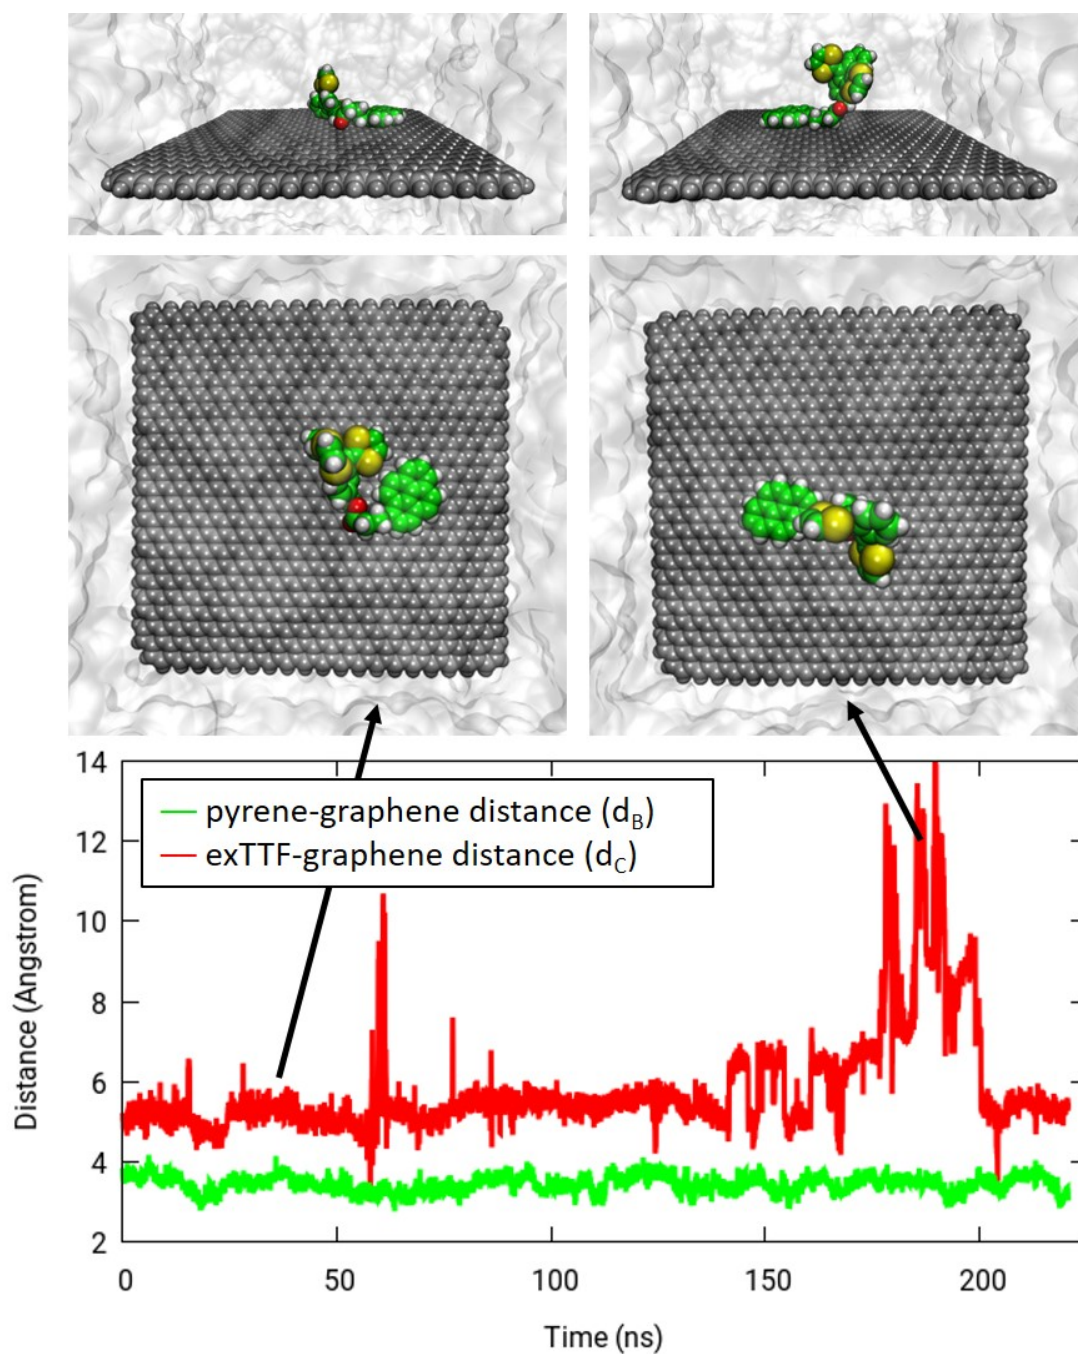 14
12
10
8
6
4
2
Distance (Angstrom)
pyrene-graphene distance (d_B)
exTTF-graphene distance (d_C)
0 50 100 150 200
Time (ns)